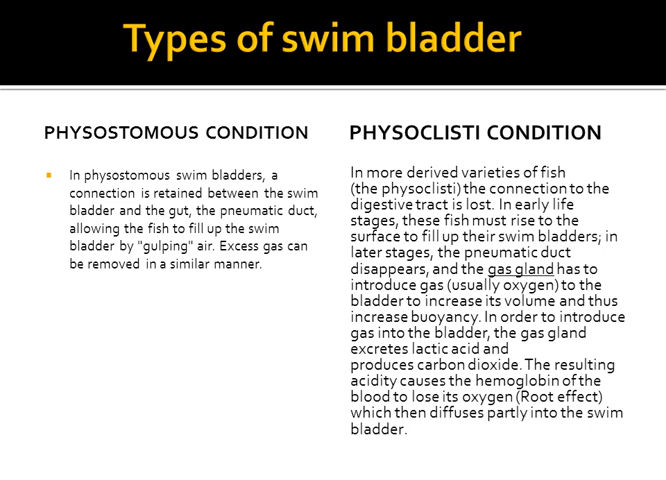 Types of swim bladder
PHYSOSTOMOUS CONDITION
In physostomous swim bladders, a
connection is retained between the swim
bladder and the gut, the pneumatic duct,
allowing the fish to fill up the swim
bladder by "gulping" air. Excess gas can
be removed in a similar manner.
PHYSOCLISTI CONDITION
In more derived varieties of fish
(the physoclisti) the connection to the
digestive tract is lost. In early life
stages, these fish must rise to the
surface to fill up their swim bladders; in
later stages, the pneumatic duct
disappears, and the gas gland has to
introduce gas (usually oxygen) to the
bladder to increase its volume and thus
increase buoyancy. In order to introduce
gas into the bladder, the gas gland
excretes lactic acid and
produces carbon dioxide. The resulting
acidity causes the hemoglobin of the
blood to lose its oxygen (Root effect)
which then diffuses partly into the swim
bladder.